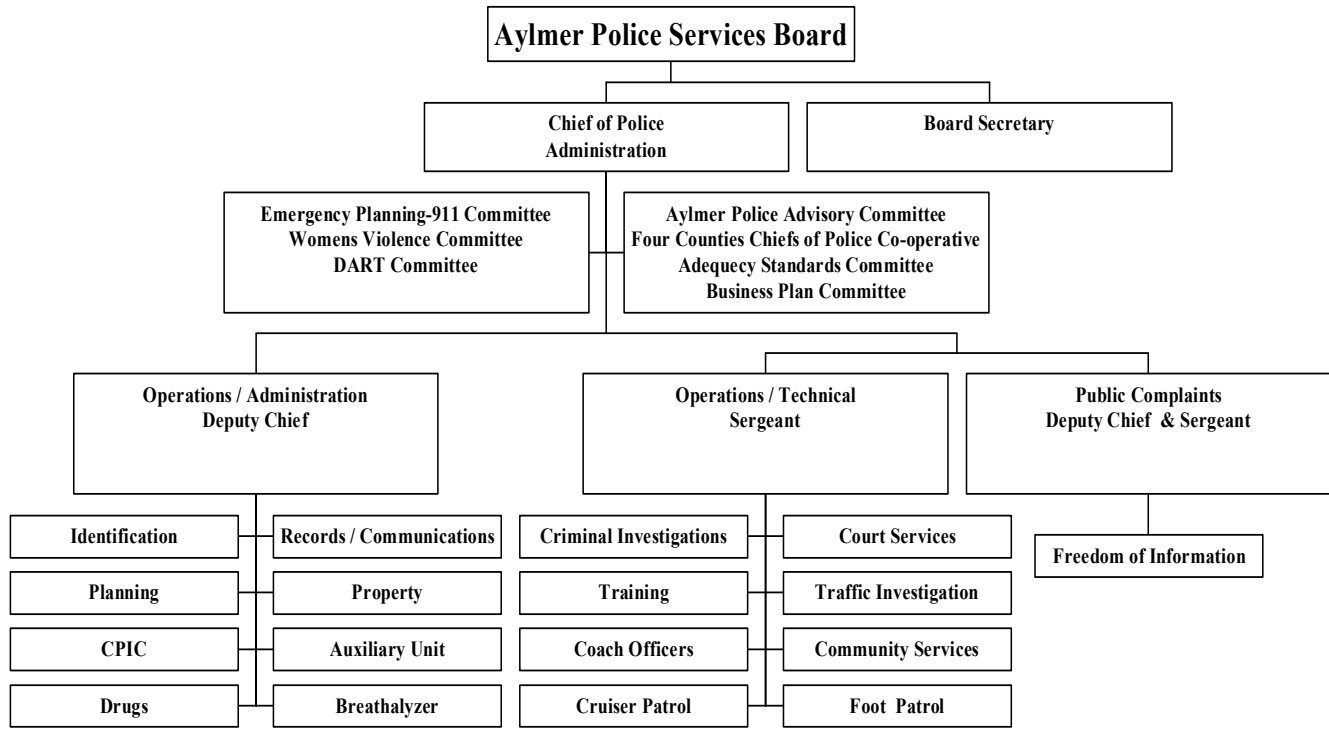 Aylmer Police Services Board
Chief of Police
Administration
Board Secretary
Emergency Planning-911 Committee
Womens Violence Committee
DART Committee
Aylmer Police Advisory Committee
Four Counties Chiefs of Police Co-operative
Adequecy Standards Committee
Business Plan Committee
Operations / Administration
Deputy Chief
Operations / Technical
Sergeant
Public Complaints
Deputy Chief & Sergeant
Identification
Records / Communications
Planning
Property
CPIC
Auxiliary Unit
Drugs
Breathalyzer
Criminal Investigations
Court Services
Training
Traffic Investigation
Coach Officers
Community Services
Cruiser Patrol
Foot Patrol
Freedom of Information